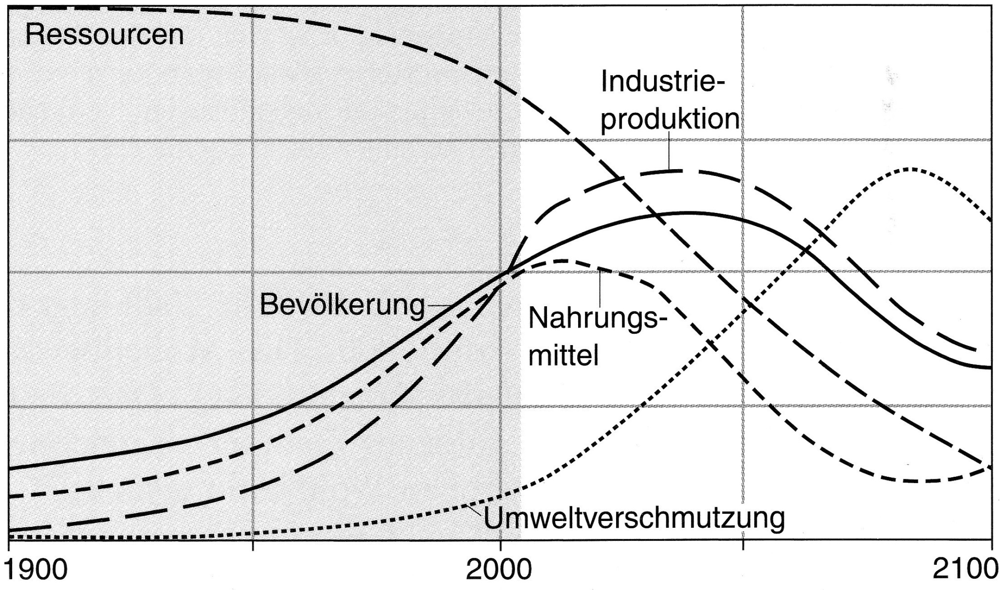 Ressourcen
Industrie-
produktion
Bevölkerung
Nahrungs-
mittel
Umweltverschmutzung
1900
2000
2100